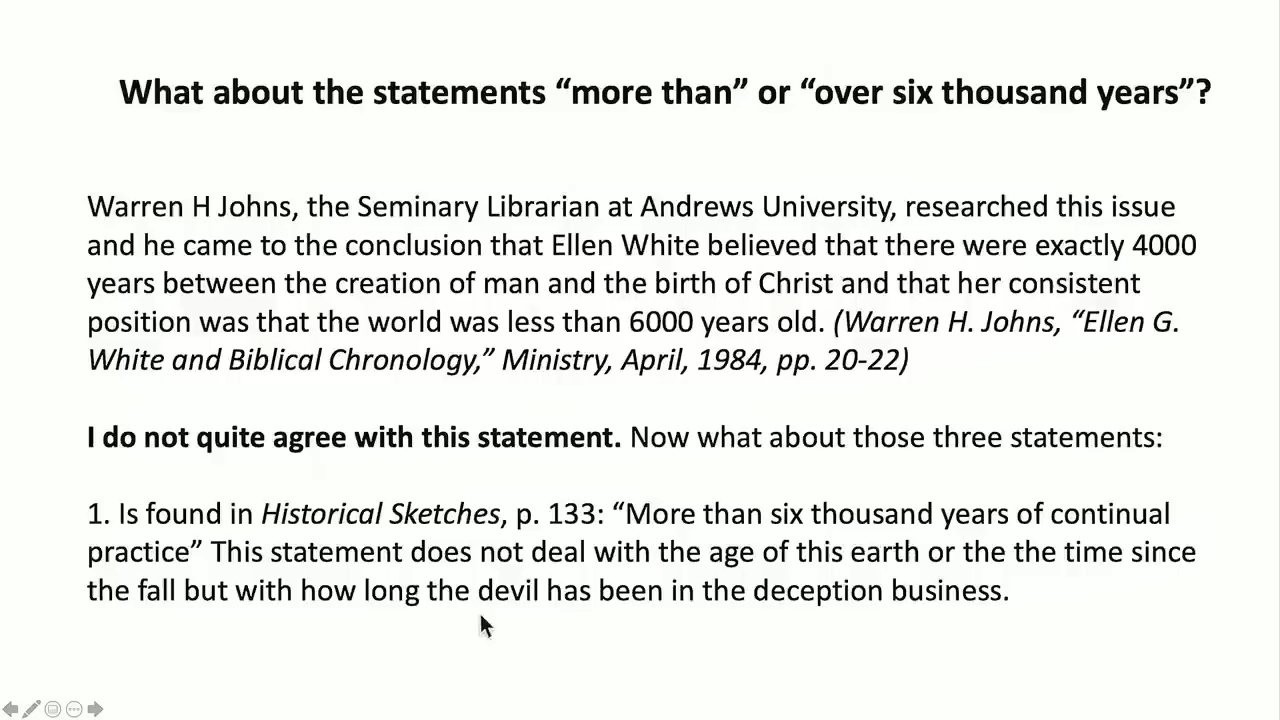 What about the statements “more than” or “over six thousand years”?
Warren H Johns, the Seminary Librarian at Andrews University, researched this issue
and he came to the conclusion that Ellen White believed that there were exactly 4000
years between the creation of man and the birth of Christ and that her consistent
position was that the world was less than 6000 years old. (Warren H. Johns, “Ellen G.
White and Biblical Chronology,” Ministry, April, 1984, pp. 20-22)
I do not quite agree with this statement. Now what about those three statements:
1. Is found in Historical Sketches, p. 133: “More than six thousand years of continual
practice” This statement does not deal with the age of this earth or the the time since
the fall but with how long the devil has been in the deception business.